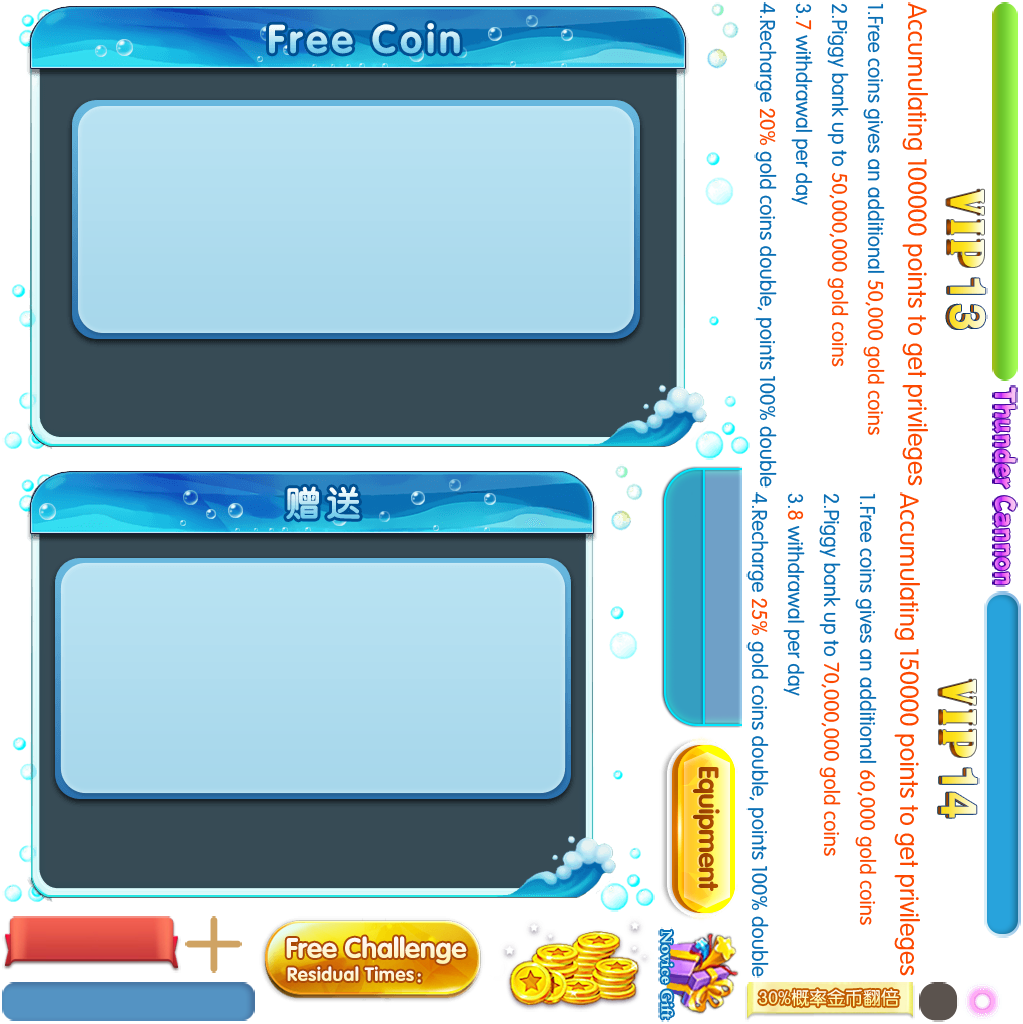 Free Coin
赠送
VIP 13
Accumulating 100000 points to get privileges
1.Free coins gives an additional 50,000 gold coins
2.Piggy bank up to 50,000,000 gold coins
3.7 withdrawal per day
4.Recharge 20% gold coins double, points 100% double
Thunder Cannon
VIP 14
Accumulating 150000 points to get privileges
1.Free coins gives an additional 60,000 gold coins
2.Piggy bank up to 70,000,000 gold coins
3.8 withdrawal per day
4.Recharge 25% gold coins double, points 100% double
Equipment
Free Challenge
Residual Times:
Novice Gift
30%概率金币翻倍